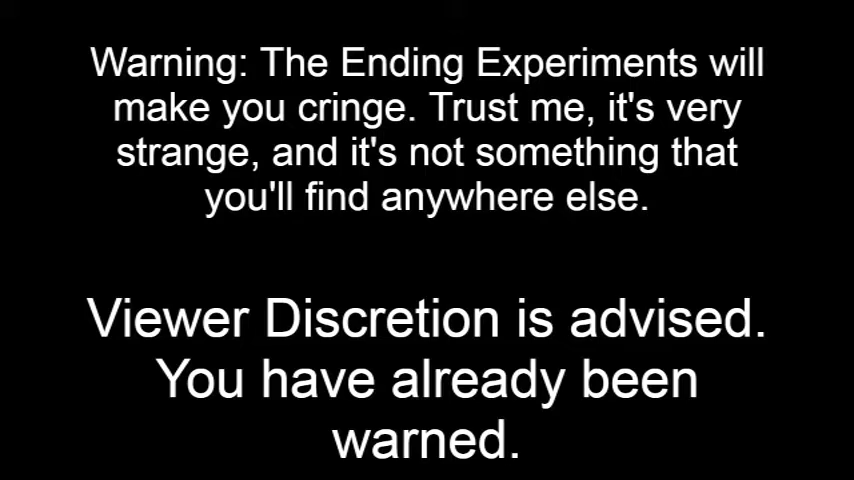 Warning: The Ending Experiments will
make you cringe. Trust me, it's very
strange, and it's not something that
you'll find anywhere else.
Viewer Discretion is advised.
You have already been
warned.